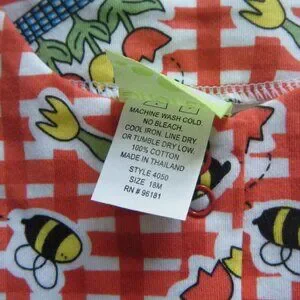 MACHINE WASH COLD.
NO BLEACH.
COOL IRON. LINE DRY
OR TUMBLE DRY LOW
100% COTTON
MADE IN THAILAND
STYLE 4050
SIZE: 18M
RN # 96181